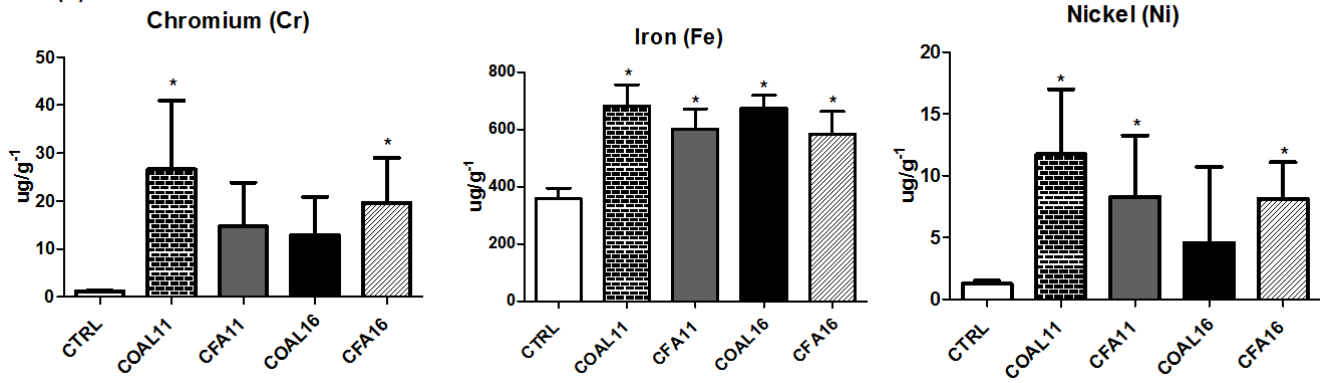 Chromium (Cr)
50
40
30
20
10
0
ug/g-1
*
*
CTRL
COAL11
CFA11
COAL16
CFA16
Iron (Fe)
800
600
400
200
0
ug/g-1
*
*
*
*
CTRL
COAL11
CFA11
COAL16
CFA16
Nickel (Ni)
20
15
10
5
0
ug/g-1
*
*
*
CTRL
COAL11
CFA11
COAL16
CFA16